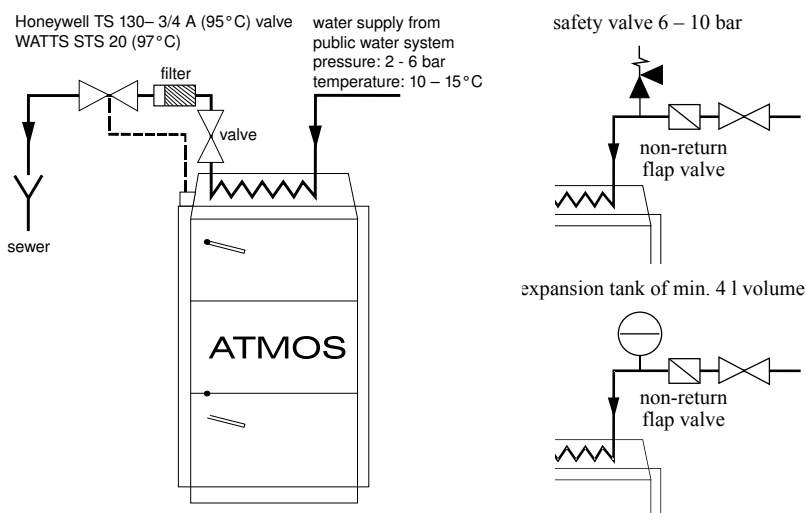 Honeywell TS 130– 3/4 A (95°C) valve
WATTS STS 20 (97°C)
water supply from
public water system
pressure: 2 - 6 bar
temperature: 10 – 15°C
filter
valve
sewer
ATMOS
safety valve 6 – 10 bar
non-return
flap valve
expansion tank of min. 4 l volume
non-return
flap valve